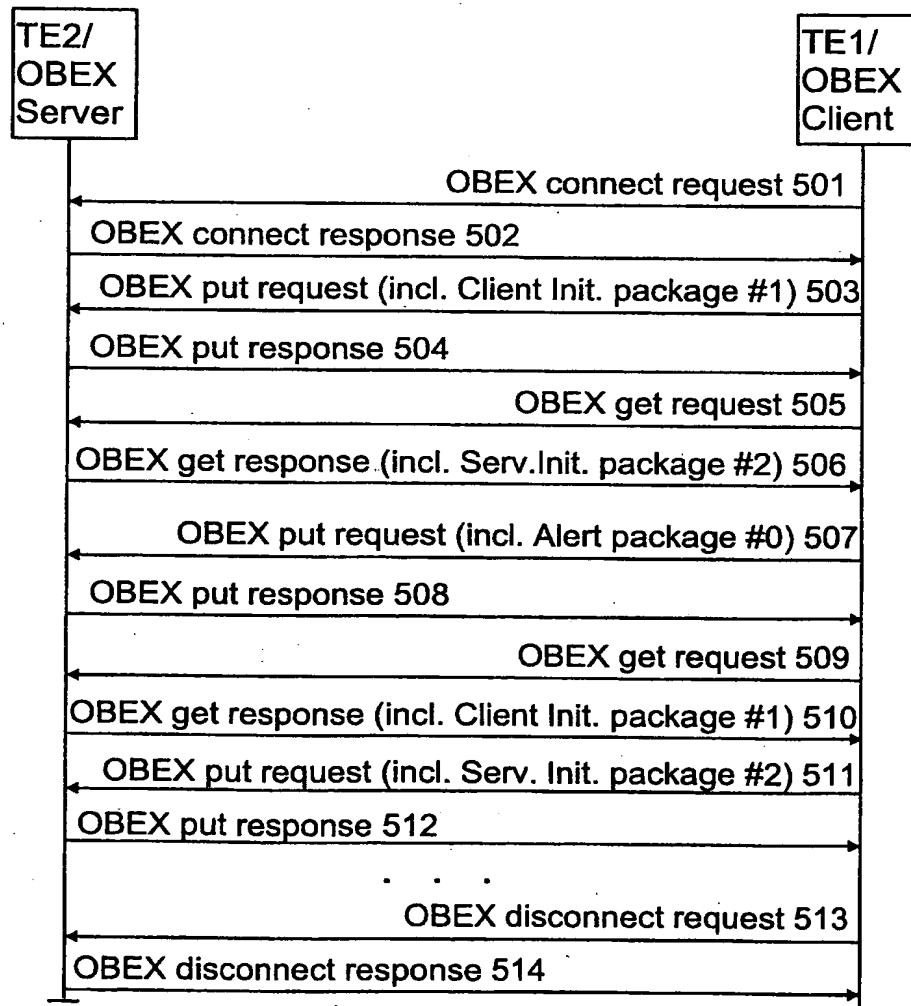 TE2/
OBEX
Server
TE1/
OBEX
Client
OBEX connect request 501
OBEX connect response 502
OBEX put request (incl. Client Init. package #1) 503
OBEX put response 504
OBEX get request 505
OBEX get response (incl. Serv.Init. package #2) 506
OBEX put request (incl. Alert package #0) 507
OBEX put response 508
OBEX get request 509
OBEX get response (incl. Client Init. package #1) 510
OBEX put request (incl. Serv. Init. package #2) 511
OBEX put response 512
. . .
OBEX disconnect request 513
OBEX disconnect response 514